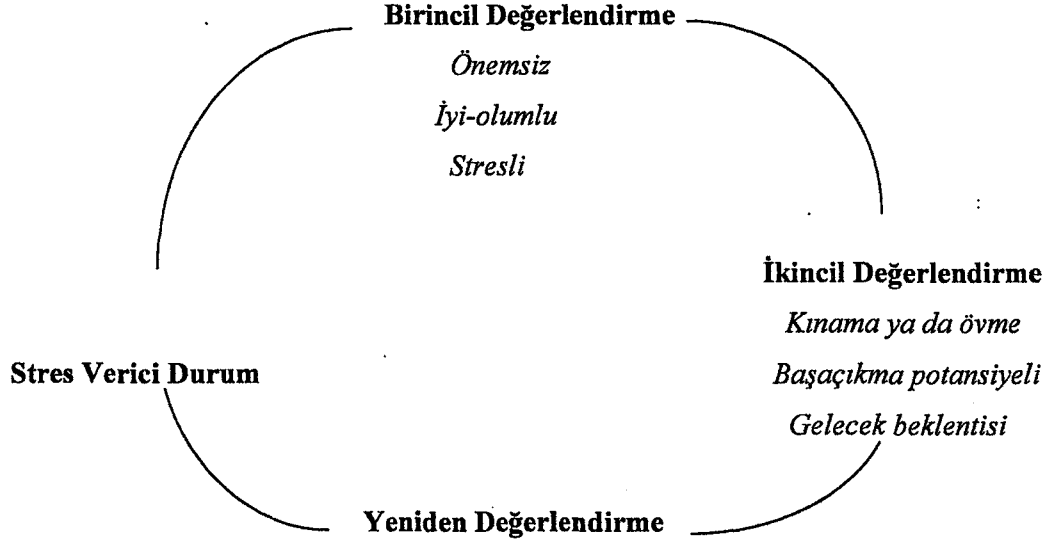 Birincil Değerlendirme
Önemsiz
İyi-olumlu
Stresli
İkincil Değerlendirme
Kınama ya da övme
Başaçıkma potansiyeli
Gelecek beklentisi
Stres Verici Durum
Yeniden Değerlendirme